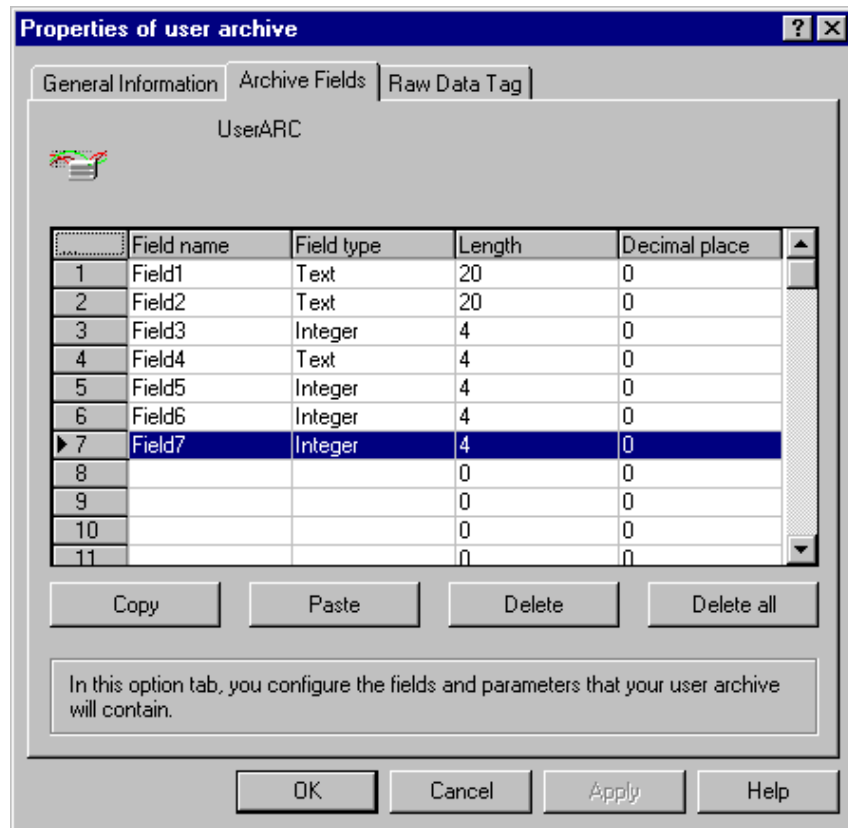 Properties of user archive
General Information Archive Fields Raw Data Tag
UserARC
Field name Field type Length Decimal place
1 Field1 Text 20 0
2 Field2 Text 20 0
3 Field3 Integer 4 0
4 Field4 Text 4 0
5 Field5 Integer 4 0
6 Field6 Integer 4 0
7 Field7 Integer 4 0
8 0 0
9 0 0
10 0 0
11 0 0
Copy Paste Delete Delete all
In this option tab, you configure the fields and parameters that your user archive
will contain.
OK Cancel Apply Help